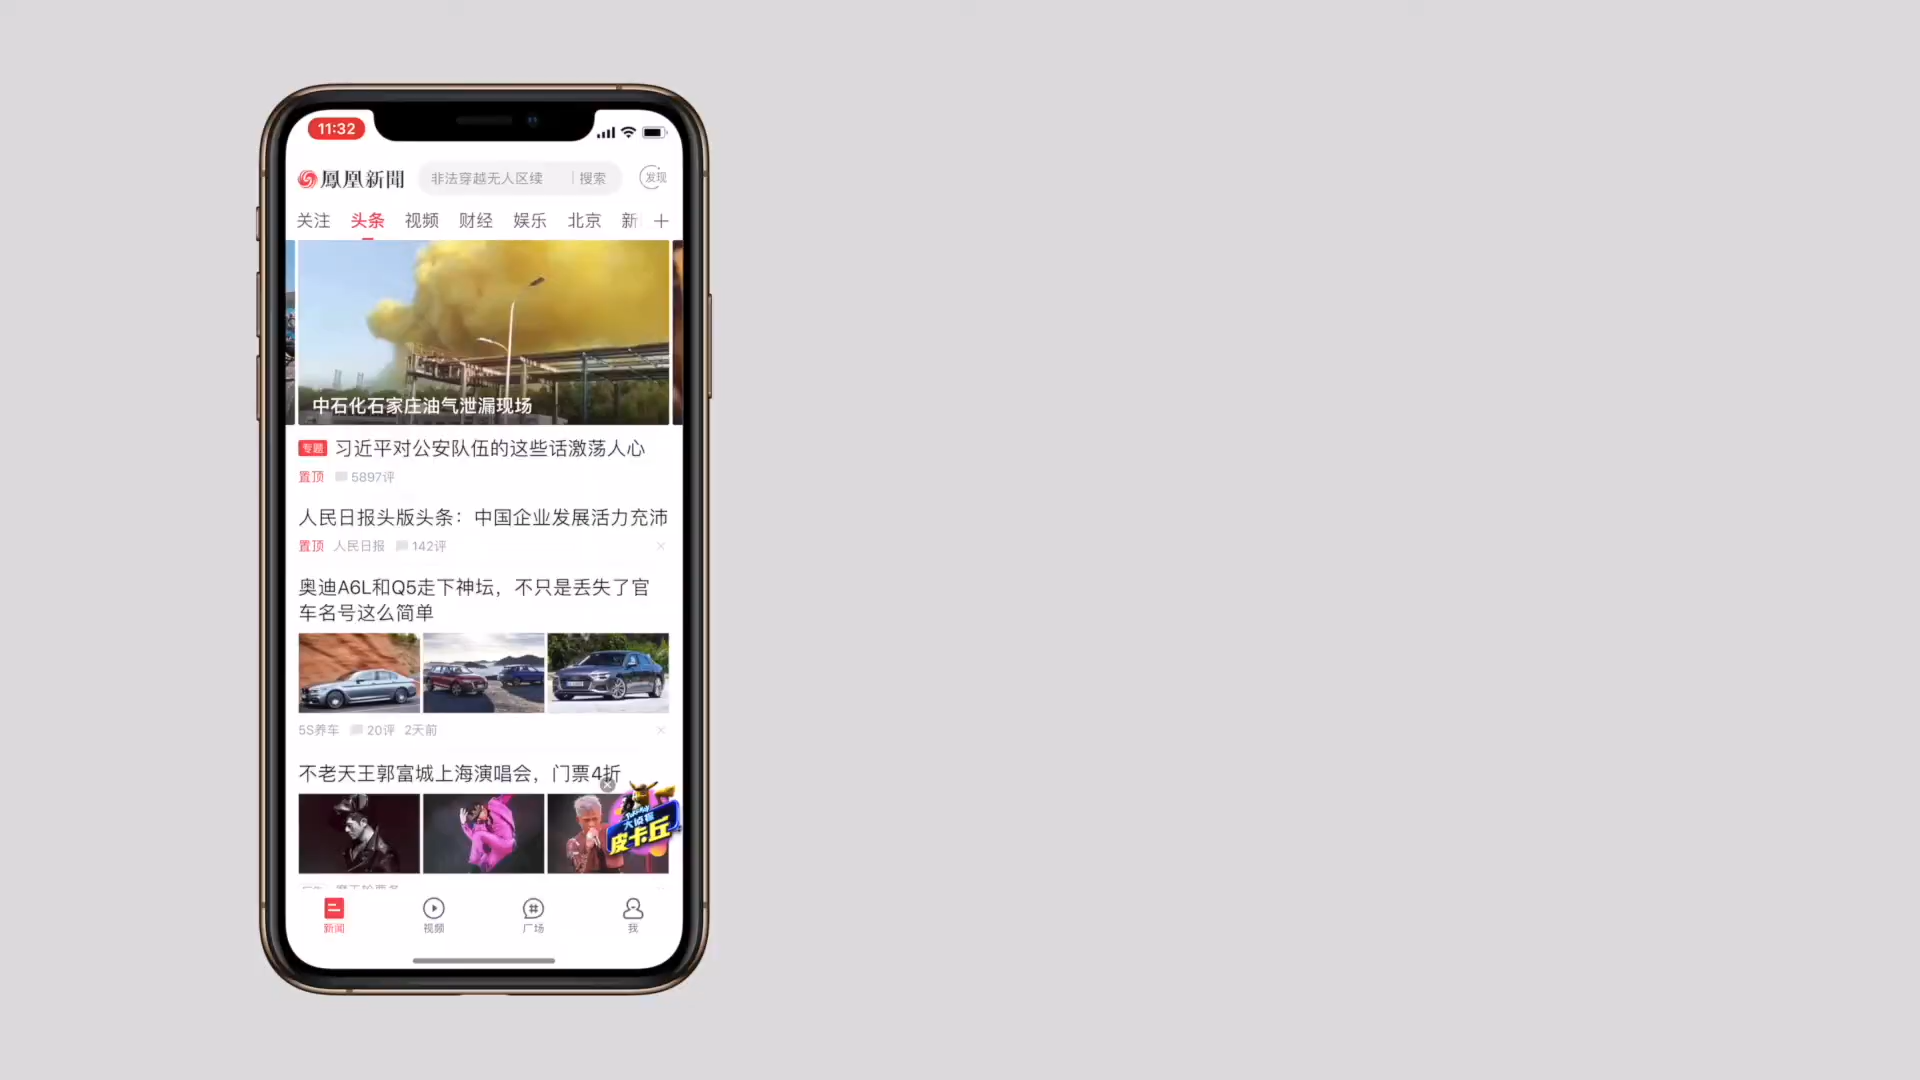 11:32
鳳凰新聞
非法穿越无人区续
搜索
发现
关注 头条 视频 财经 娱乐 北京 新
中石化石家庄油气泄漏现场
专题 习近平对公安队伍的这些话激荡人心
置顶 5897评
人民日报头版头条：中国企业发展活力充沛
置顶 人民日报 142评
奥迪A6L和Q5走下神坛，不只是丢失了官
车名号这么简单
5S养车 20评 2天前
不老天王郭富城上海演唱会，门票4折
大侦探
皮卡丘
新闻 视频 广场 我